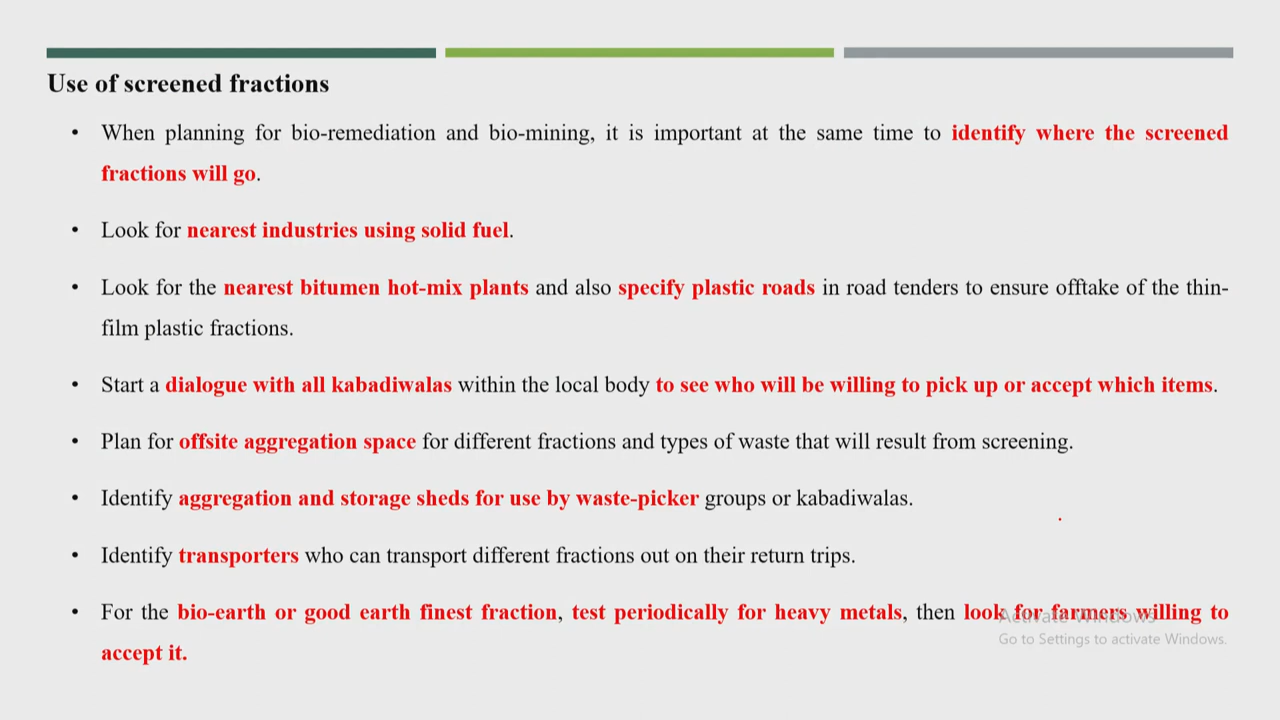 Use of screened fractions
• When planning for bio-remediation and bio-mining, it is important at the same time to identify where the screened
fractions will go.
• Look for nearest industries using solid fuel.
• Look for the nearest bitumen hot-mix plants and also specify plastic roads in road tenders to ensure offtake of the thin-
film plastic fractions.
• Start a dialogue with all kabadiwalas within the local body to see who will be willing to pick up or accept which items.
• Plan for offsite aggregation space for different fractions and types of waste that will result from screening.
• Identify aggregation and storage sheds for use by waste-picker groups or kabadiwalas.
• Identify transporters who can transport different fractions out on their return trips.
• For the bio-earth or good earth finest fraction, test periodically for heavy metals, then look for farmers willing to
accept it.
Activate Windows
Go to Settings to activate Windows.